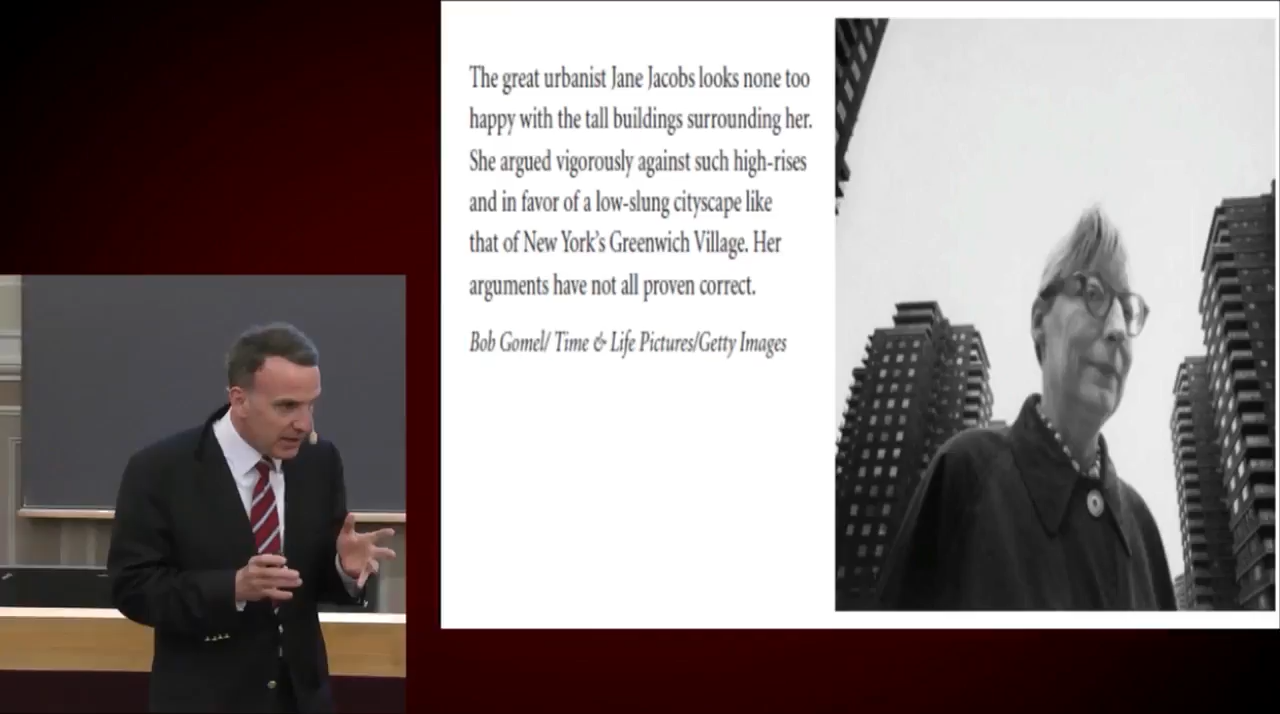 The great urbanist Jane Jacobs looks none too
happy with the tall buildings surrounding her.
She argued vigorously against such high-rises
and in favor of a low-slung cityscape like
that of New York's Greenwich Village. Her
arguments have not all proven correct.
Bob Gomel/ Time & Life Pictures/Getty Images